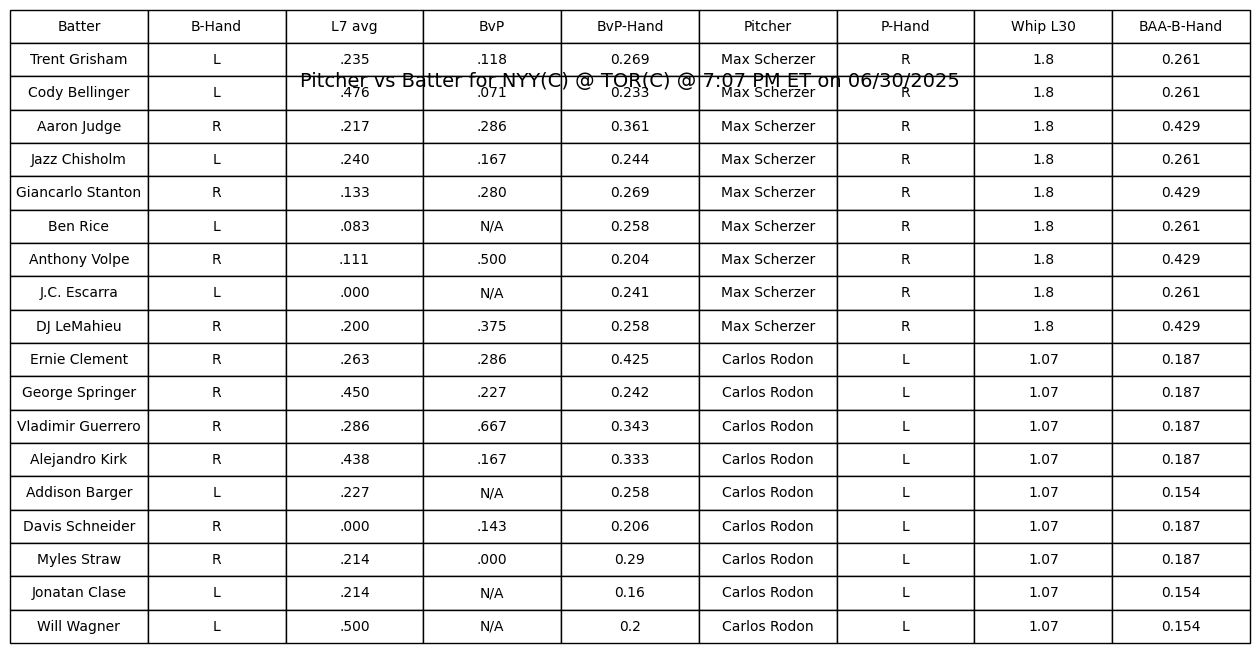 Batter B-Hand L7 avg BvP BvP-Hand Pitcher P-Hand Whip L30 BAA-B-Hand
Trent Grisham L .235 .118 0.269 Max Scherzer R 1.8 0.261
Pitcher vs Batter for NYY(C) @ TOR(C) @ 7:07 PM ET on 06/30/2025
Cody Bellinger L .476 .071 0.233 Max Scherzer R 1.8 0.261
Aaron Judge R .217 .286 0.361 Max Scherzer R 1.8 0.429
Jazz Chisholm L .240 .167 0.244 Max Scherzer R 1.8 0.261
Giancarlo Stanton R .133 .280 0.269 Max Scherzer R 1.8 0.429
Ben Rice L .083 N/A 0.258 Max Scherzer R 1.8 0.261
Anthony Volpe R .111 .500 0.204 Max Scherzer R 1.8 0.429
J.C. Escarra L .000 N/A 0.241 Max Scherzer R 1.8 0.261
DJ LeMahieu R .200 .375 0.258 Max Scherzer R 1.8 0.429
Ernie Clement R .263 .286 0.425 Carlos Rodon L 1.07 0.187
George Springer R .450 .227 0.242 Carlos Rodon L 1.07 0.187
Vladimir Guerrero R .286 .667 0.343 Carlos Rodon L 1.07 0.187
Alejandro Kirk R .438 .167 0.333 Carlos Rodon L 1.07 0.187
Addison Barger L .227 N/A 0.258 Carlos Rodon L 1.07 0.154
Davis Schneider R .000 .143 0.206 Carlos Rodon L 1.07 0.187
Myles Straw R .214 .000 0.29 Carlos Rodon L 1.07 0.187
Jonatan Clase L .214 N/A 0.16 Carlos Rodon L 1.07 0.154
Will Wagner L .500 N/A 0.2 Carlos Rodon L 1.07 0.154